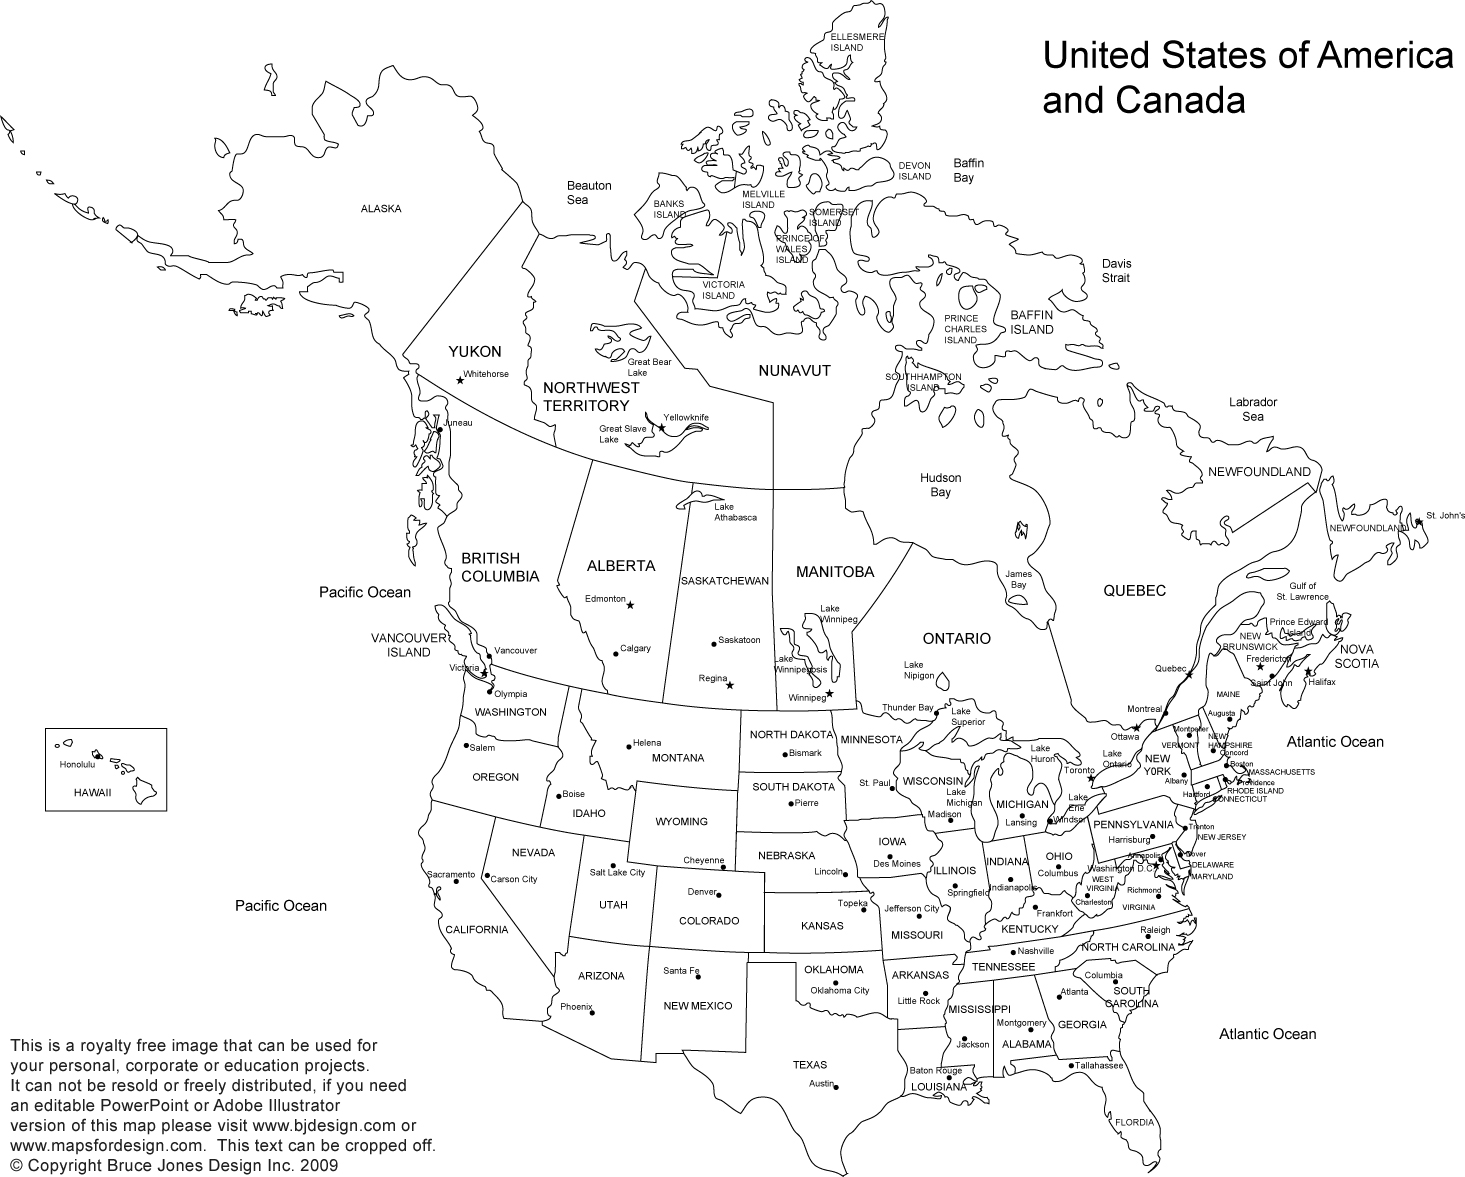 United States of America
and Canada
ELLESMERE
ISLAND
DEVON
ISLAND
Baffin
Bay
Beauton
Sea
BANKS
ISLAND
MELVILLE
ISLAND
SOMERSET
ISLAND
PRINCE OF
WALES
ISLAND
ALASKA
VICTORIA
ISLAND
Davis
Strait
PRINCE
CHARLES
ISLAND
BAFFIN
ISLAND
YUKON
Whitehorse
Great Bear
Lake
NORTHWEST
TERRITORY
NUNAVUT
SOUTHHAMPTON
ISLAND
Labrador
Sea
Juneau
Yellowknife
Great Slave
Lake
Hudson
Bay
NEWFOUNDLAND
Lake
Athabasca
NEWFOUNDLAND
St. John's
BRITISH
COLUMBIA
ALBERTA
SASKATCHEWAN
MANITOBA
James
Bay
QUEBEC
Gulf of
St. Lawrence
Pacific Ocean
Edmonton
Lake
Winnipeg
Prince Edward
Island
VANCOUVER
ISLAND
Vancouver
Calgary
Saskatoon
ONTARIO
NEW
BRUNSWICK
Fredericton
NOVA
SCOTIA
Victoria
Lake
Winnipegosis
Regina
Winnipeg
Lake
Nipigon
Quebec
Saint John
Halifax
Olympia
WASHINGTON
Thunder Bay
Lake
Superior
Montreal
MAINE
Augusta
Salem
Helena
MONTANA
NORTH DAKOTA
Bismark
MINNESOTA
Ottawa
Montpelier
VERMONT
NEW
HAMPSHIRE
Concord
Atlantic Ocean
Honolulu
HAWAII
OREGON
Boise
IDAHO
SOUTH DAKOTA
Pierre
St. Paul
WISCONSIN
Lake
Michigan
Madison
Lake
Huron
Toronto
Lake
Ontario
NEW
YORK
Albany
Boston
MASSACHUSETTS
Providence
RHODE ISLAND
Hartford
CONNECTICUT
MICHIGAN
Lansing
Lake
Erie
Windsor
WYOMING
Cheyenne
PENNSYLVANIA
Harrisburg
Trenton
NEW JERSEY
NEVADA
Carson City
Sacramento
Salt Lake City
UTAH
NEBRASKA
Lincoln
IOWA
Des Moines
ILLINOIS
Springfield
INDIANA
Indianapolis
OHIO
Columbus
Annapolis
Dover
DELAWARE
MARYLAND
Washington D.C.
WEST
VIRGINIA
Charleston
Richmond
VIRGINIA
Pacific Ocean
CALIFORNIA
Denver
COLORADO
Topeka
KANSAS
Jefferson City
MISSOURI
Frankfort
KENTUCKY
Raleigh
NORTH CAROLINA
ARIZONA
Phoenix
Santa Fe
NEW MEXICO
OKLAHOMA
Oklahoma City
ARKANSAS
Little Rock
Nashville
TENNESSEE
Columbia
SOUTH
CAROLINA
Atlanta
GEORGIA
MISSISSIPPI
Jackson
Montgomery
ALABAMA
Atlantic Ocean
TEXAS
Austin
Baton Rouge
LOUISIANA
Tallahassee
FLORDIA
This is a royalty free image that can be used for
your personal, corporate or education projects.
It can not be resold or freely distributed, if you need
an editable PowerPoint or Adobe Illustrator
version of this map please visit www.bjdesign.com or
www.mapsfordesign.com.  This text can be cropped off.
© Copyright Bruce Jones Design Inc. 2009